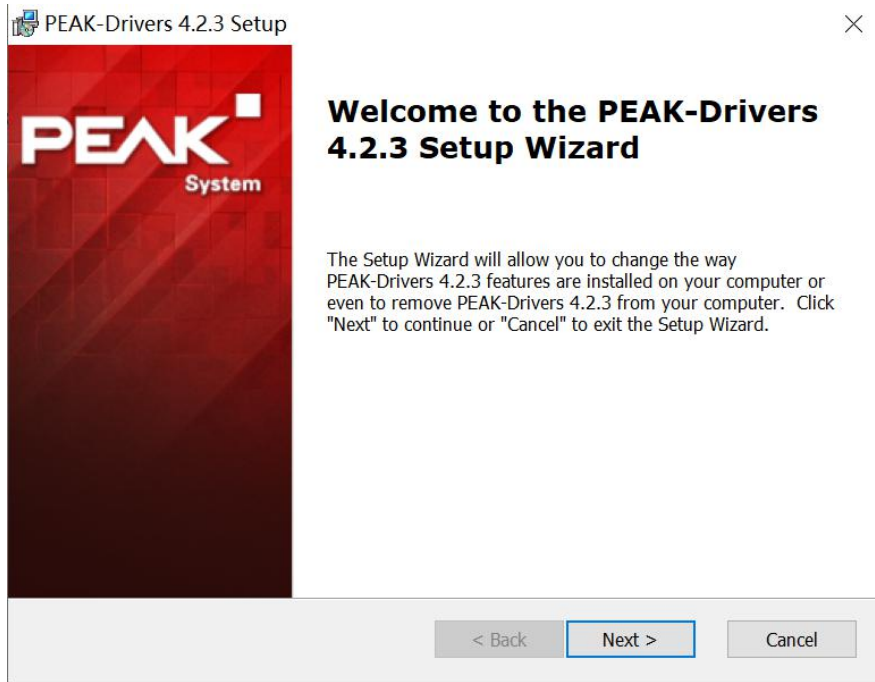 PEAK-Drivers 4.2.3 Setup
PEAK
System
Welcome to the PEAK-Drivers
4.2.3 Setup Wizard
The Setup Wizard will allow you to change the way
PEAK-Drivers 4.2.3 features are installed on your computer or
even to remove PEAK-Drivers 4.2.3 from your computer.  Click
"Next" to continue or "Cancel" to exit the Setup Wizard.
< Back
Next >
Cancel